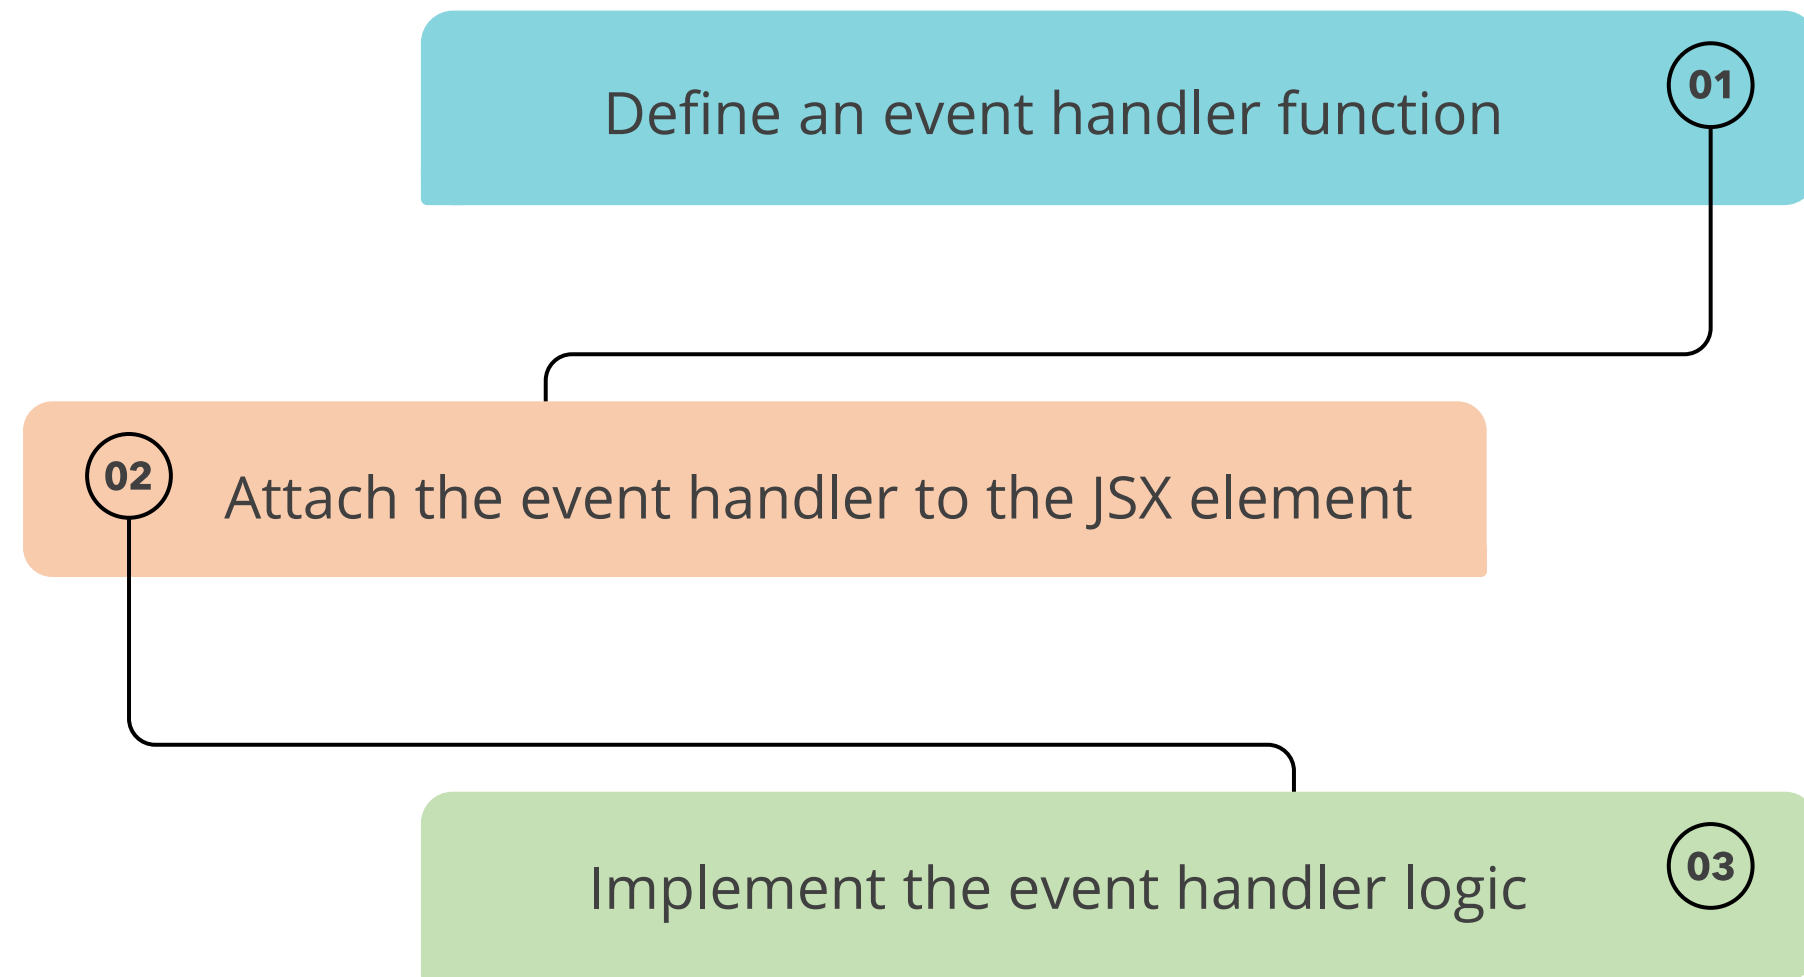 Define an event handler function
01
02
Attach the event handler to the JSX element
Implement the event handler logic
03